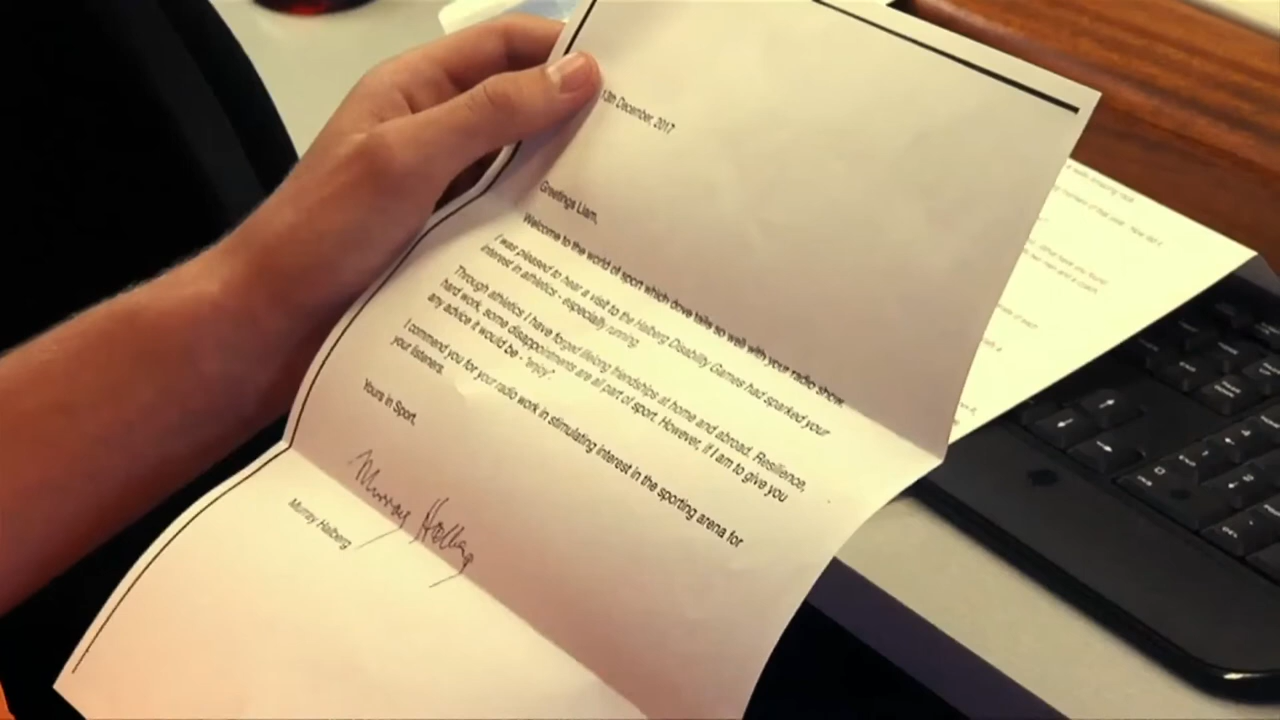 13th December, 2017
Greetings Liam,
Welcome to the world of sport which dove tails so well with your radio show.
I was pleased to hear a visit to the Halberg Disability Games had sparked your
interest in athletics - especially running.
Through athletics I have forged lifelong friendships at home and abroad. Resilience,
hard work, some disappointments are all part of sport. However, if I am to give you
any advice it would be - "enjoy".
I commend you for your radio work in stimulating interest in the sporting arena for
your listeners.
Yours in Sport,
Murray Halberg
Murray Halberg